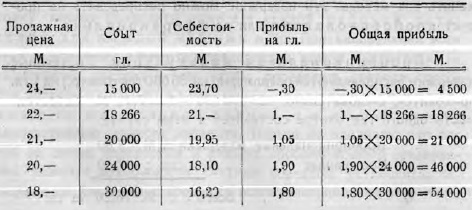 Продажная цена Сбыт Себестои-мость Прибыль на гл. Общая прибыль
М. гл. М. М. М. М.
24,— 15 000 23,70 —,30 —,30×15 000= 4 500
22,— 18 266 21,— 1,— 1,—×18 266=18 266
21,— 20 000 19,95 1,05 1,05×20 000=21 000
20,— 24 000 18,10 1,90 1,90×24 000=46 000
18,— 30 000 16,20 1,80 1,80×30 000=54 000